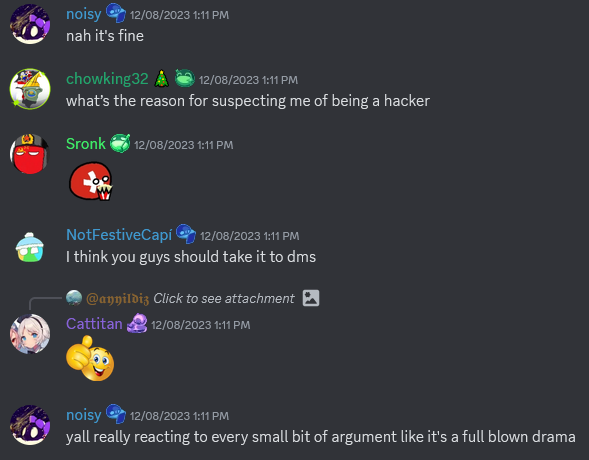 noisy 12/08/2023 1:11 PM
nah it's fine
chowking32 12/08/2023 1:11 PM
what's the reason for suspecting me of being a hacker
Sronk 12/08/2023 1:11 PM
NotFestiveCapí 12/08/2023 1:11 PM
I think you guys should take it to dms
@𝖆𝖞𝖞𝖎𝖑𝖉𝖎𝖟 Click to see attachment
Cattitan 12/08/2023 1:11 PM
noisy 12/08/2023 1:11 PM
yall really reacting to every small bit of argument like it's a full blown drama